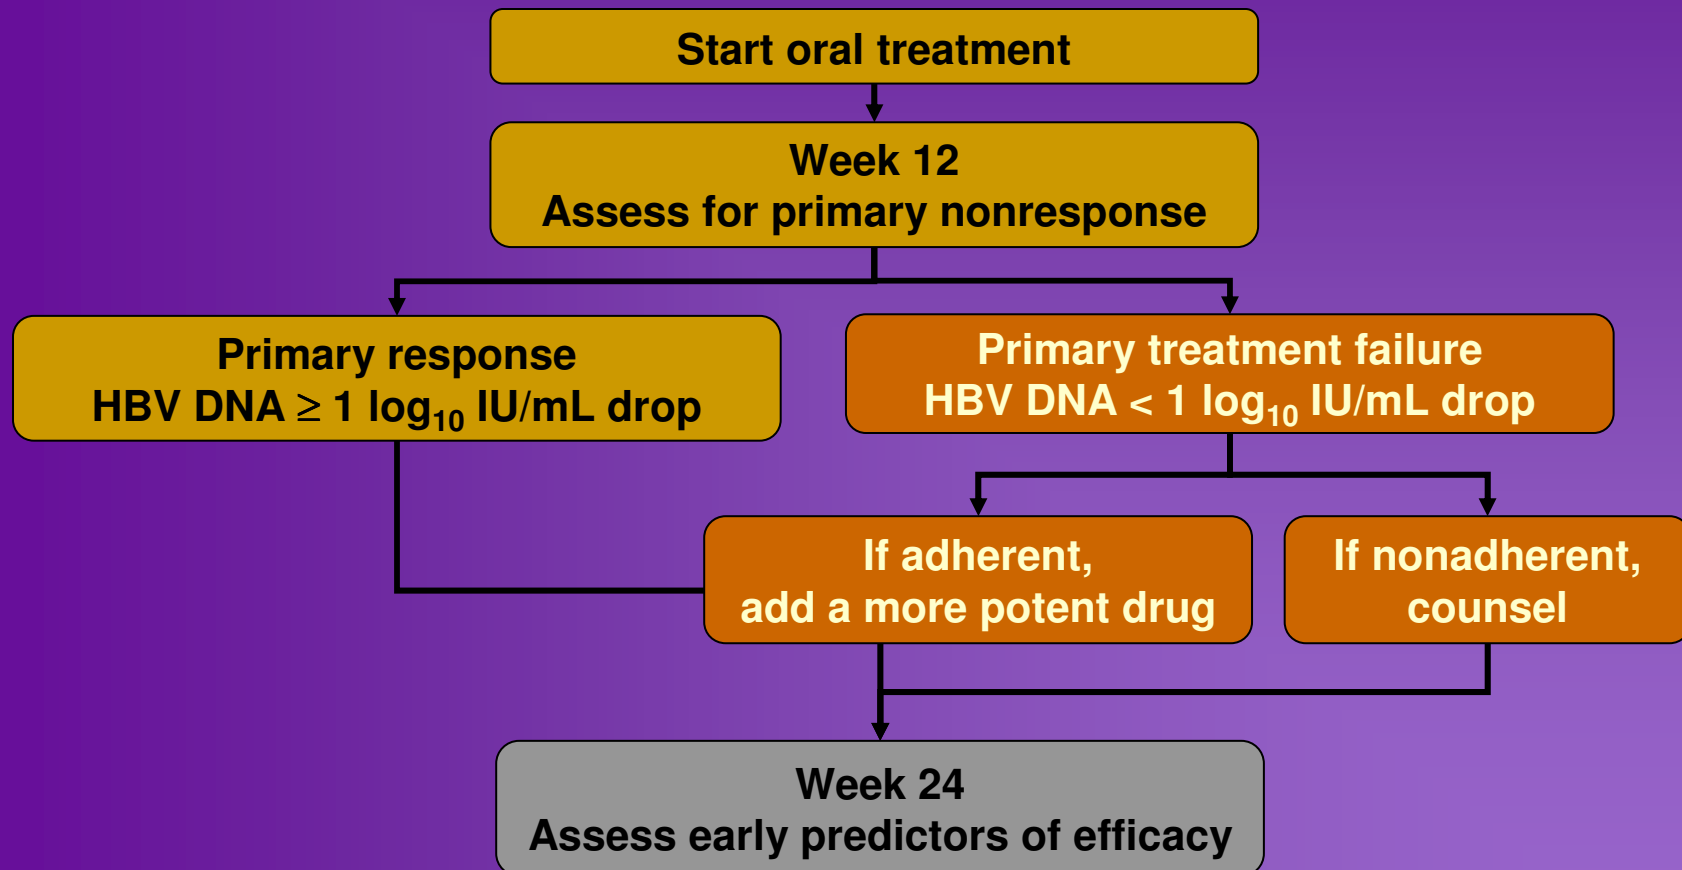 Start oral treatment
Week 12
Assess for primary nonresponse
Primary response
HBV DNA ≥ 1 log₁₀ IU/mL drop
Primary treatment failure
HBV DNA < 1 log₁₀ IU/mL drop
If adherent,
add a more potent drug
If nonadherent,
counsel
Week 24
Assess early predictors of efficacy